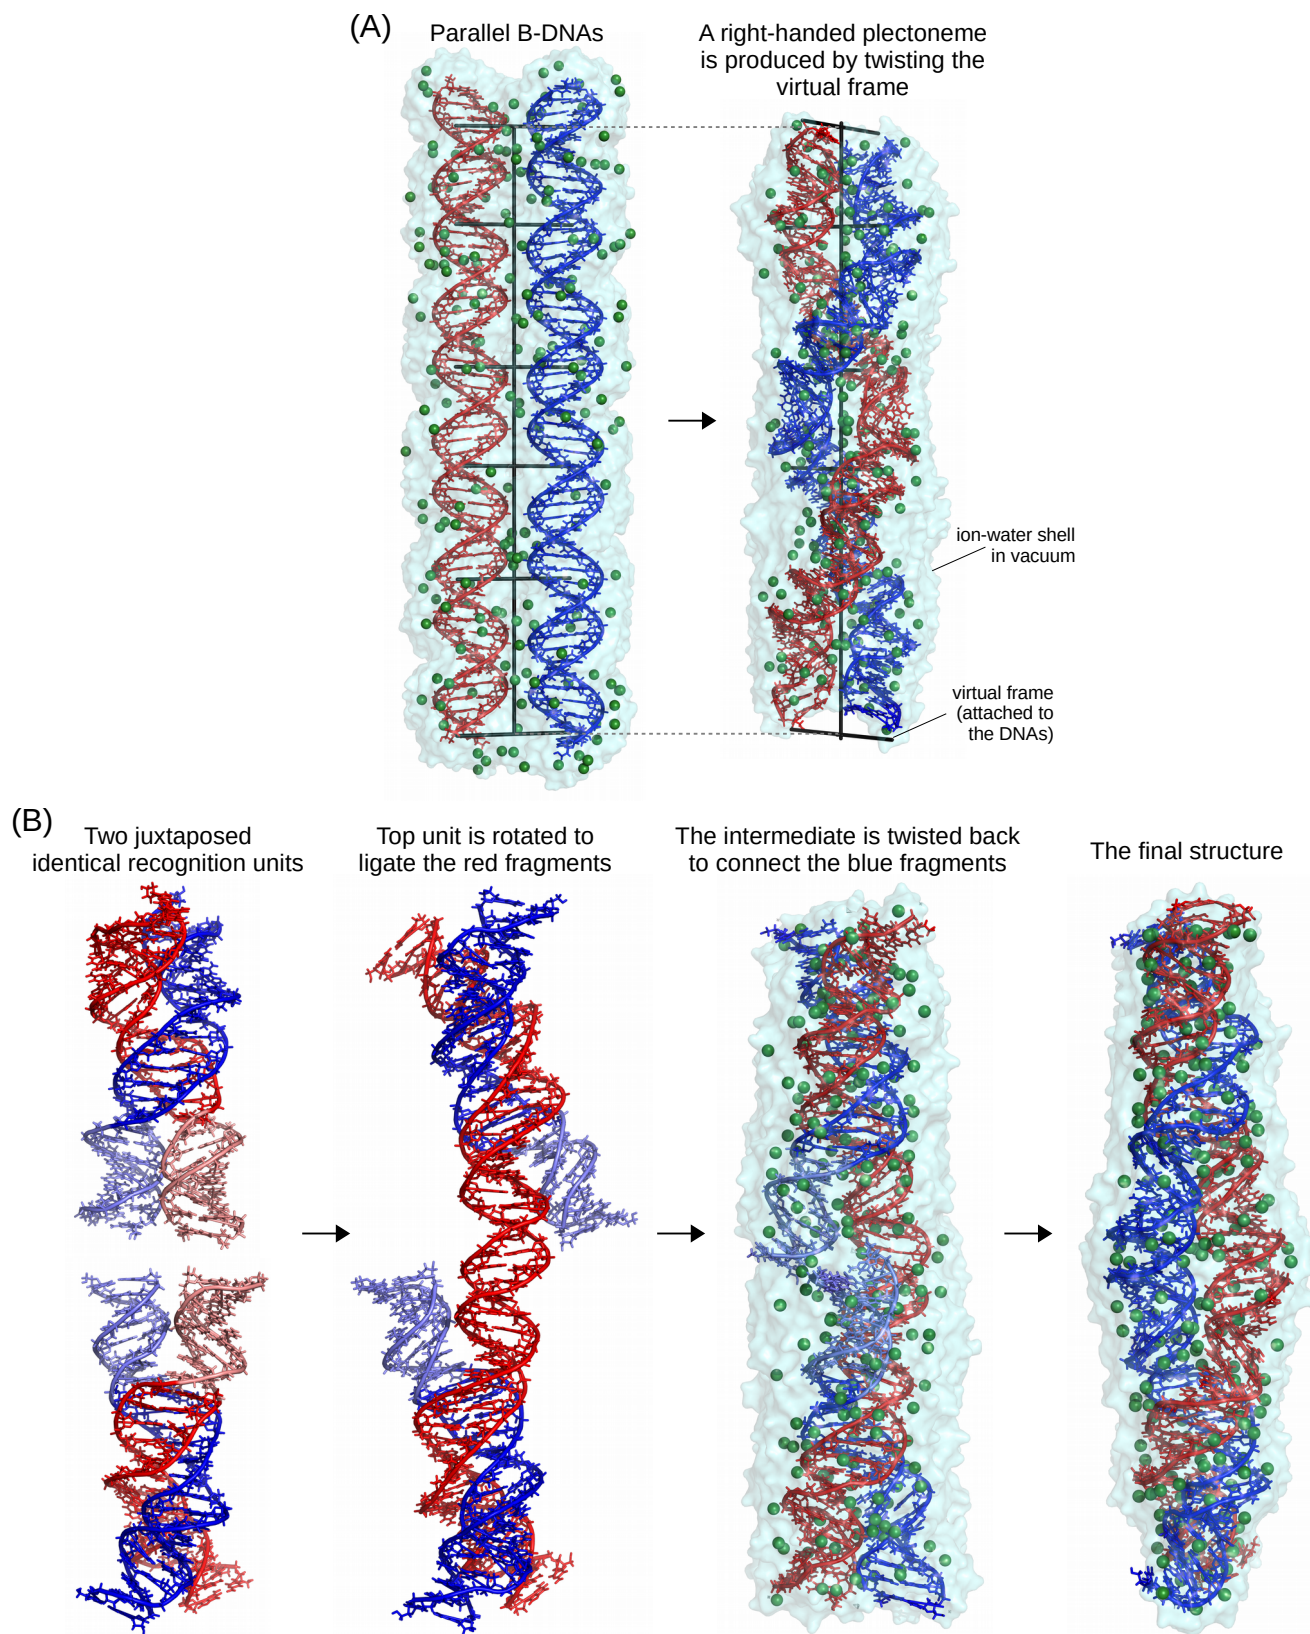 (A)
Parallel B-DNAs
A right-handed plectoneme
is produced by twisting the
virtual frame
ion-water shell
in vacuum
virtual frame
(attached to
the DNAs)
(B)
Two juxtaposed
identical recognition units
Top unit is rotated to
ligate the red fragments
The intermediate is twisted back
to connect the blue fragments
The final structure